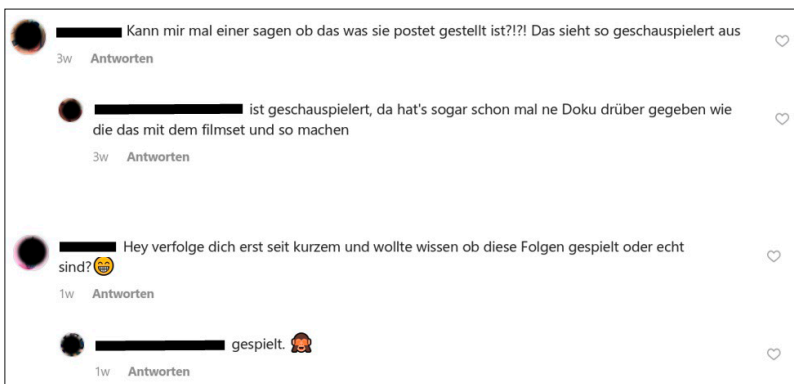 Kann mir mal einer sagen ob das was sie postet gestellt ist?!?! Das sieht so geschauspielert aus
3w Antworten
ist geschauspielert, da hat's sogar schon mal ne Doku drüber gegeben wie
die das mit dem filmset und so machen
3w Antworten
Hey verfolge dich erst seit kurzem und wollte wissen ob diese Folgen gespielt oder echt
sind?😁
1w Antworten
gespielt. 🙈
1w Antworten